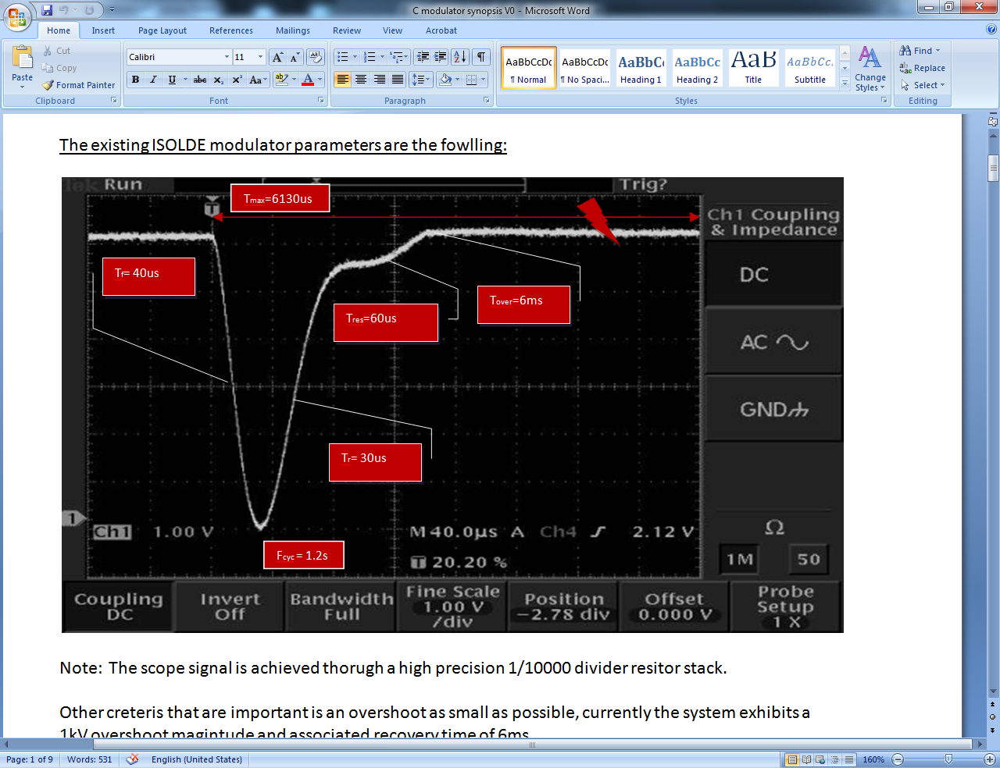 C modulator synopsis V0 - Microsoft Word
Home Insert Page Layout References Mailings Review View Acrobat
Paste
Cut
Copy
Format Painter
Clipboard
Calibri 11
Font
Paragraph
AaBbCcDc AaBbCcDc AaBbC AaBbCc AaB AaBbCc
¶ Normal ¶ No Spaci... Heading 1 Heading 2 Title Subtitle
Change
Styles
Styles
Find
Replace
Select
Editing
The existing ISOLDE modulator parameters are the fowlling:
Tek Run Trig?
Tmax=6130us
Tf= 40us
Tres=60us
Tover=6ms
Tr= 30us
Fcyc = 1.2s
Ch1 Coupling
& Impedance
DC
AC
GND
Ω
1M 50
1
Ch1 1.00 V M 40.0µs A Ch4 2.12 V
T 20.20 %
Coupling
DC
Invert
Off
Bandwidth
Full
Fine Scale
1.00 V
/div
Position
−2.78 div
Offset
0.000 V
Probe
Setup
1 X
Note: The scope signal is achieved thorugh a high precision 1/10000 divider resitor stack.
Other creteris that are important is an overshoot as small as possible, currently the system exhibits a
1kV overshoot magintude and associated recovery time of 6ms
Page: 1 of 9 Words: 531 English (United States) 160%